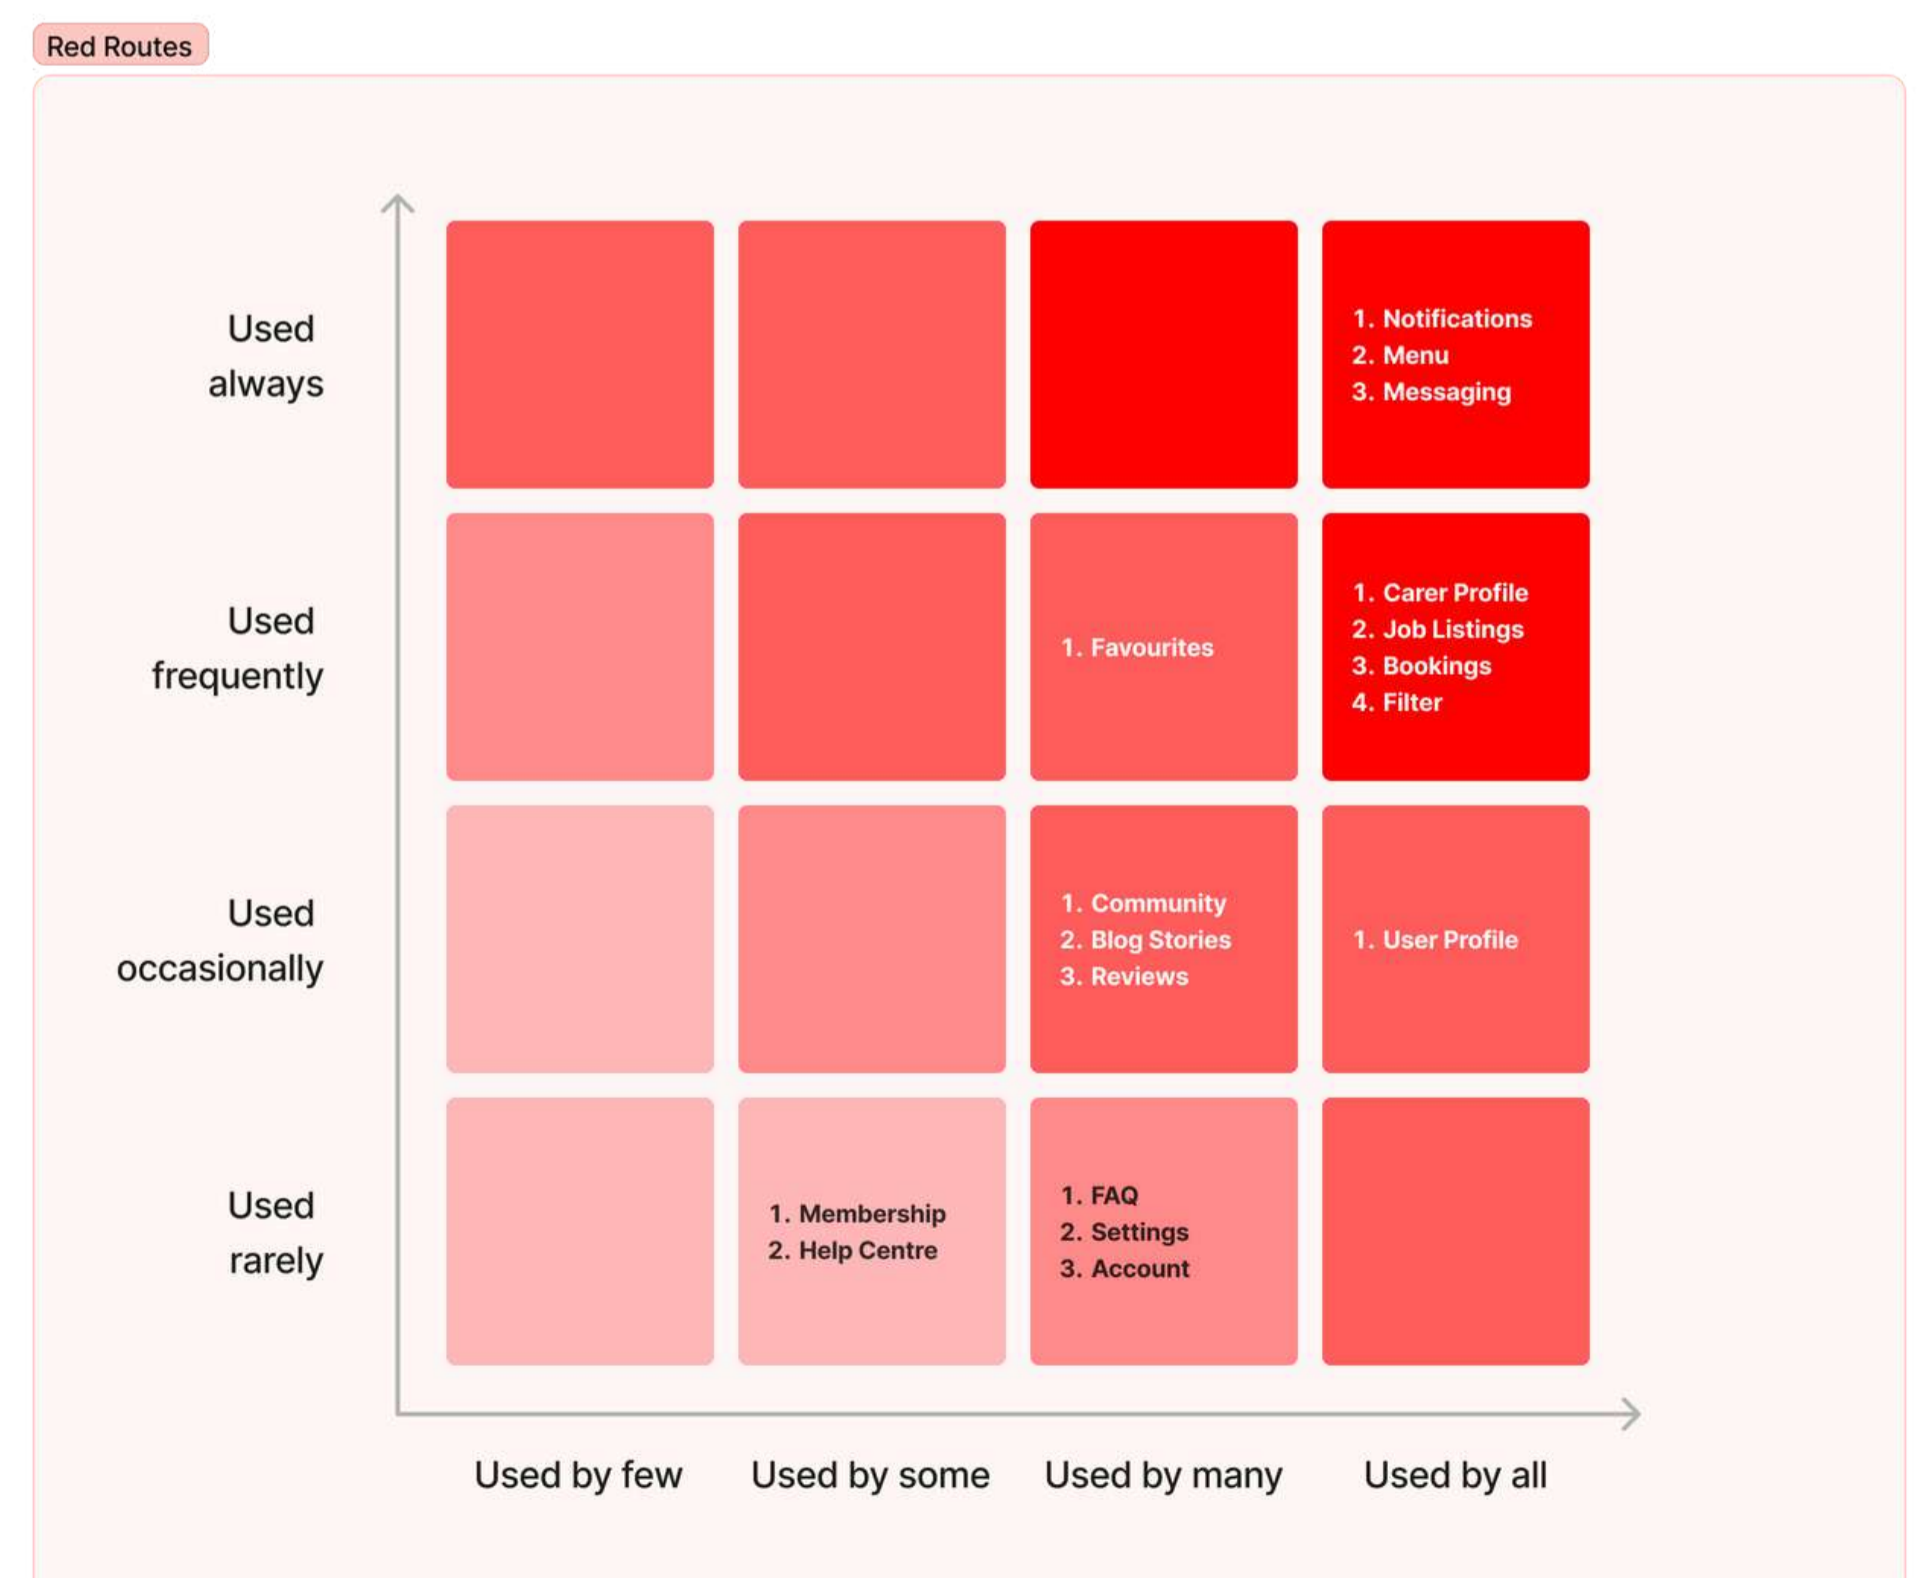 Red Routes
Used
always
1. Notifications
2. Menu
3. Messaging
Used
frequently
1. Favourites
1. Carer Profile
2. Job Listings
3. Bookings
4. Filter
Used
occasionally
1. Community
2. Blog Stories
3. Reviews
1. User Profile
Used
rarely
1. Membership
2. Help Centre
1. FAQ
2. Settings
3. Account
Used by few
Used by some
Used by many
Used by all